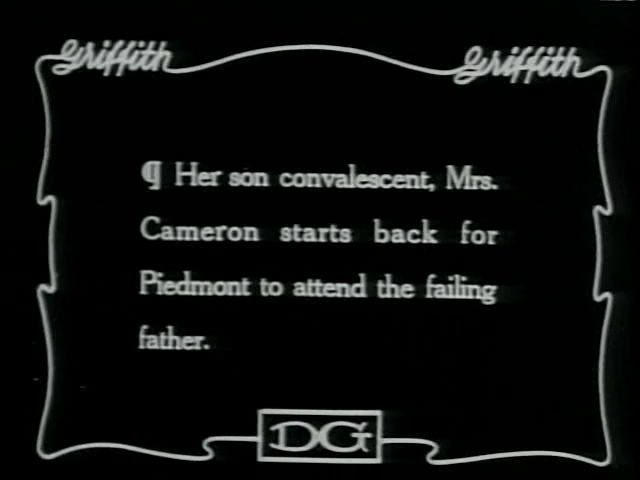 Griffith Griffith
¶ Her son convalescent, Mrs.
Cameron starts back for
Piedmont to attend the failing
father.
DG